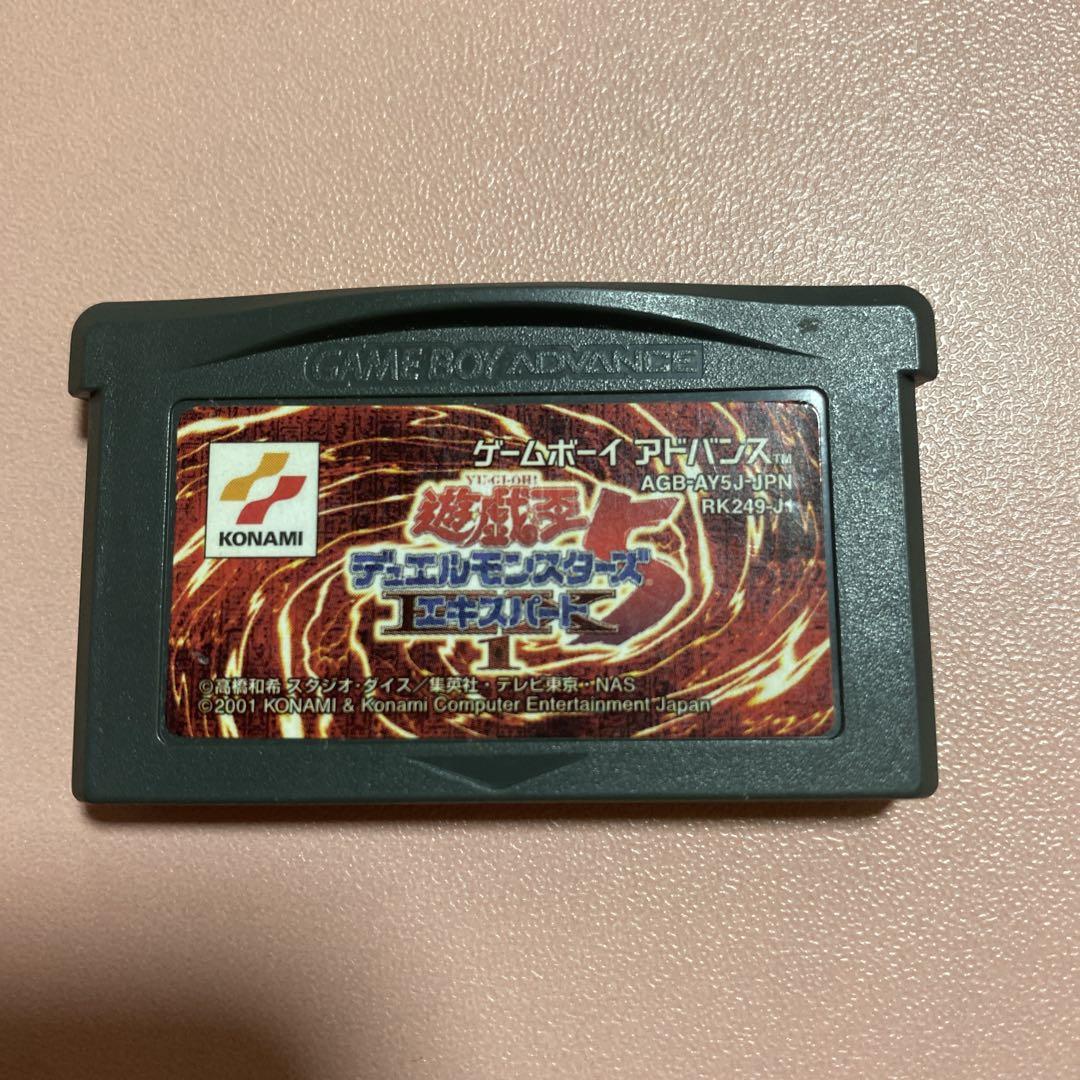 GAME BOY ADVANCE
KONAMI
ゲームボーイ アドバンス™
AGB-AY5J-JPN
RK249-J1
YU-GI-OH!
遊戯王
デュエルモンスターズ
5
エキスパート
1
©高橋和希 スタジオ・ダイス／集英社・テレビ東京・NAS
©2001 KONAMI & Konami Computer Entertainment Japan